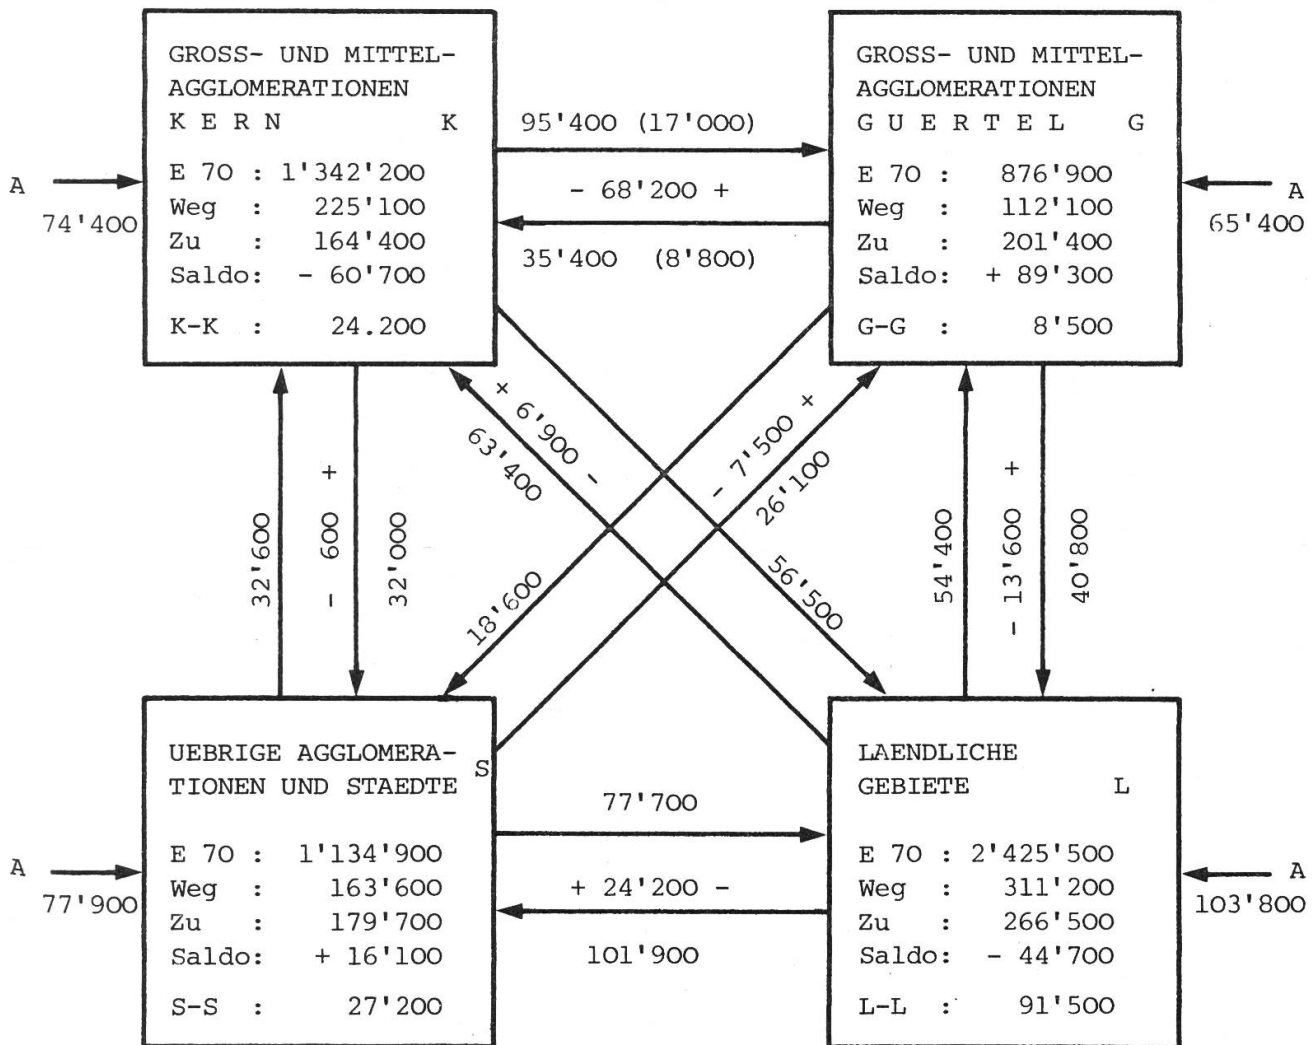 GROSS- UND MITTEL-
AGGLOMERATIONEN
K E R N K
E 70 : 1'342'200
Weg : 225'100
Zu : 164'400
Saldo: - 60'700
K-K : 24.200
A
74'400
95'400 (17'000)
- 68'200 +
35'400 (8'800)
GROSS- UND MITTEL-
AGGLOMERATIONEN
G U E R T E L G
E 70 : 876'900
Weg : 112'100
Zu : 201'400
Saldo: + 89'300
G-G : 8'500
A
65'400
32'600
- 600 +
32'000
+ 6'900 -
63'400
56'500
- 7'500 +
26'100
18'600
54'400
- 13'600 +
40'800
UEBRIGE AGGLOMERA-
TIONEN UND STAEDTE S
E 70 : 1'134'900
Weg : 163'600
Zu : 179'700
Saldo: + 16'100
S-S : 27'200
A
77'900
77'700
+ 24'200 -
101'900
LAENDLICHE
GEBIETE L
E 70 : 2'425'500
Weg : 311'200
Zu : 266'500
Saldo: - 44'700
L-L : 91'500
A
103'800